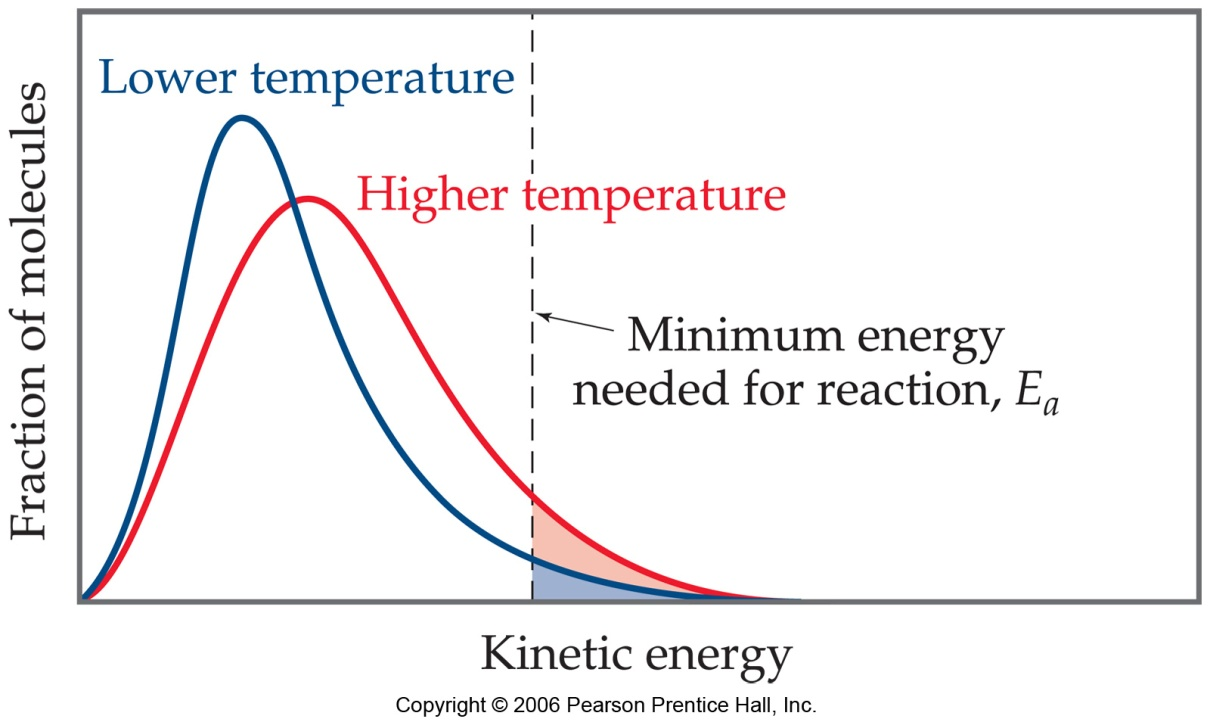 Lower temperature
Higher temperature
Minimum energy
needed for reaction, Ea
Fraction of molecules
Kinetic energy
Copyright © 2006 Pearson Prentice Hall, Inc.